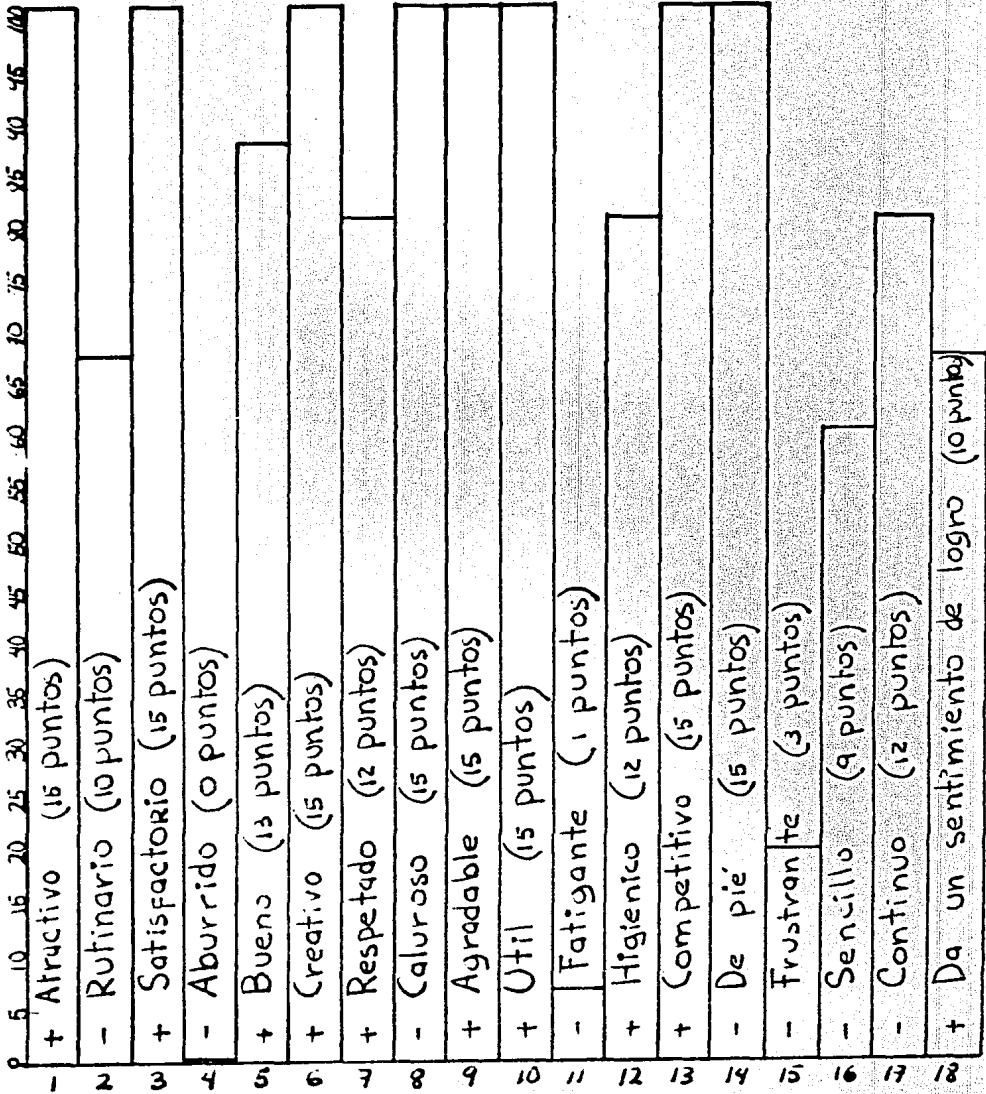 0 5 10 15 20 25 30 35 40 45 50 55 60 65 70 75 80 85 90 95 100
1 + Atractivo (15 puntos)
2 - Rutinario (10 puntos)
3 + Satisfactorio (15 puntos)
4 - Aburrido (0 puntos)
5 + Bueno (13 puntos)
6 + Creativo (15 puntos)
7 + Respetado (12 puntos)
8 - Caluroso (15 puntos)
9 + Agradable (15 puntos)
10 + Util (15 puntos)
11 - Fatigante (1 puntos)
12 + Higienico (12 puntos)
13 + Competitivo (15 puntos)
14 - De pié (15 puntos)
15 - Frustrante (3 puntos)
16 - Sencillo (9 puntos)
17 - Continuo (12 puntos)
18 + Da un sentimiento de logro (10 puntos)